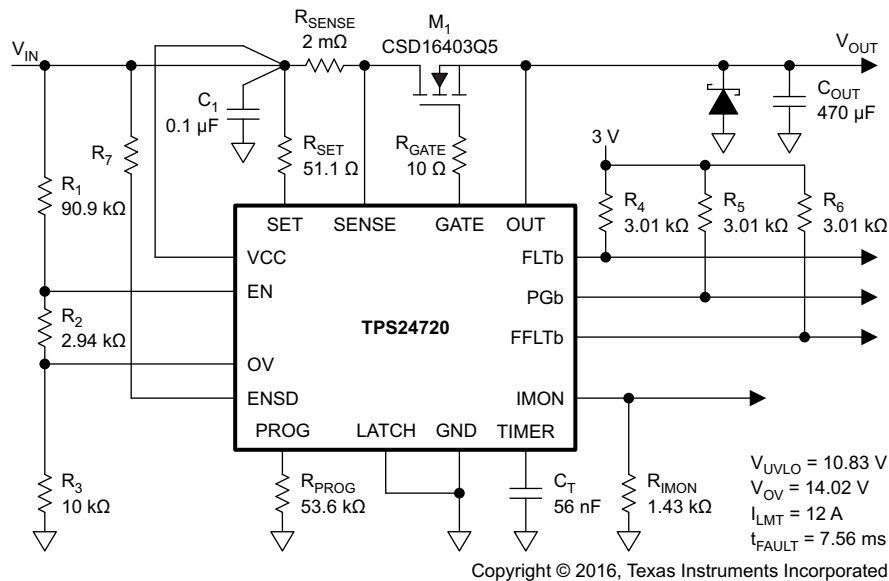 R_SENSE
2 mΩ
M_1
CSD16403Q5
V_IN
V_OUT
C_1
0.1 µF
R_SET
51.1 Ω
R_GATE
10 Ω
C_OUT
470 µF
3 V
R_7
R_1
90.9 kΩ
R_4
3.01 kΩ
R_5
3.01 kΩ
R_6
3.01 kΩ
SET
SENSE
GATE
OUT
VCC
FLTb
EN
PGb
R_2
2.94 kΩ
TPS24720
FFLTb
OV
ENSD
IMON
PROG
LATCH
GND
TIMER
R_3
10 kΩ
R_PROG
53.6 kΩ
C_T
56 nF
R_IMON
1.43 kΩ
V_UVLO = 10.83 V
V_OV = 14.02 V
I_LMT = 12 A
t_FAULT = 7.56 ms
Copyright © 2016, Texas Instruments Incorporated